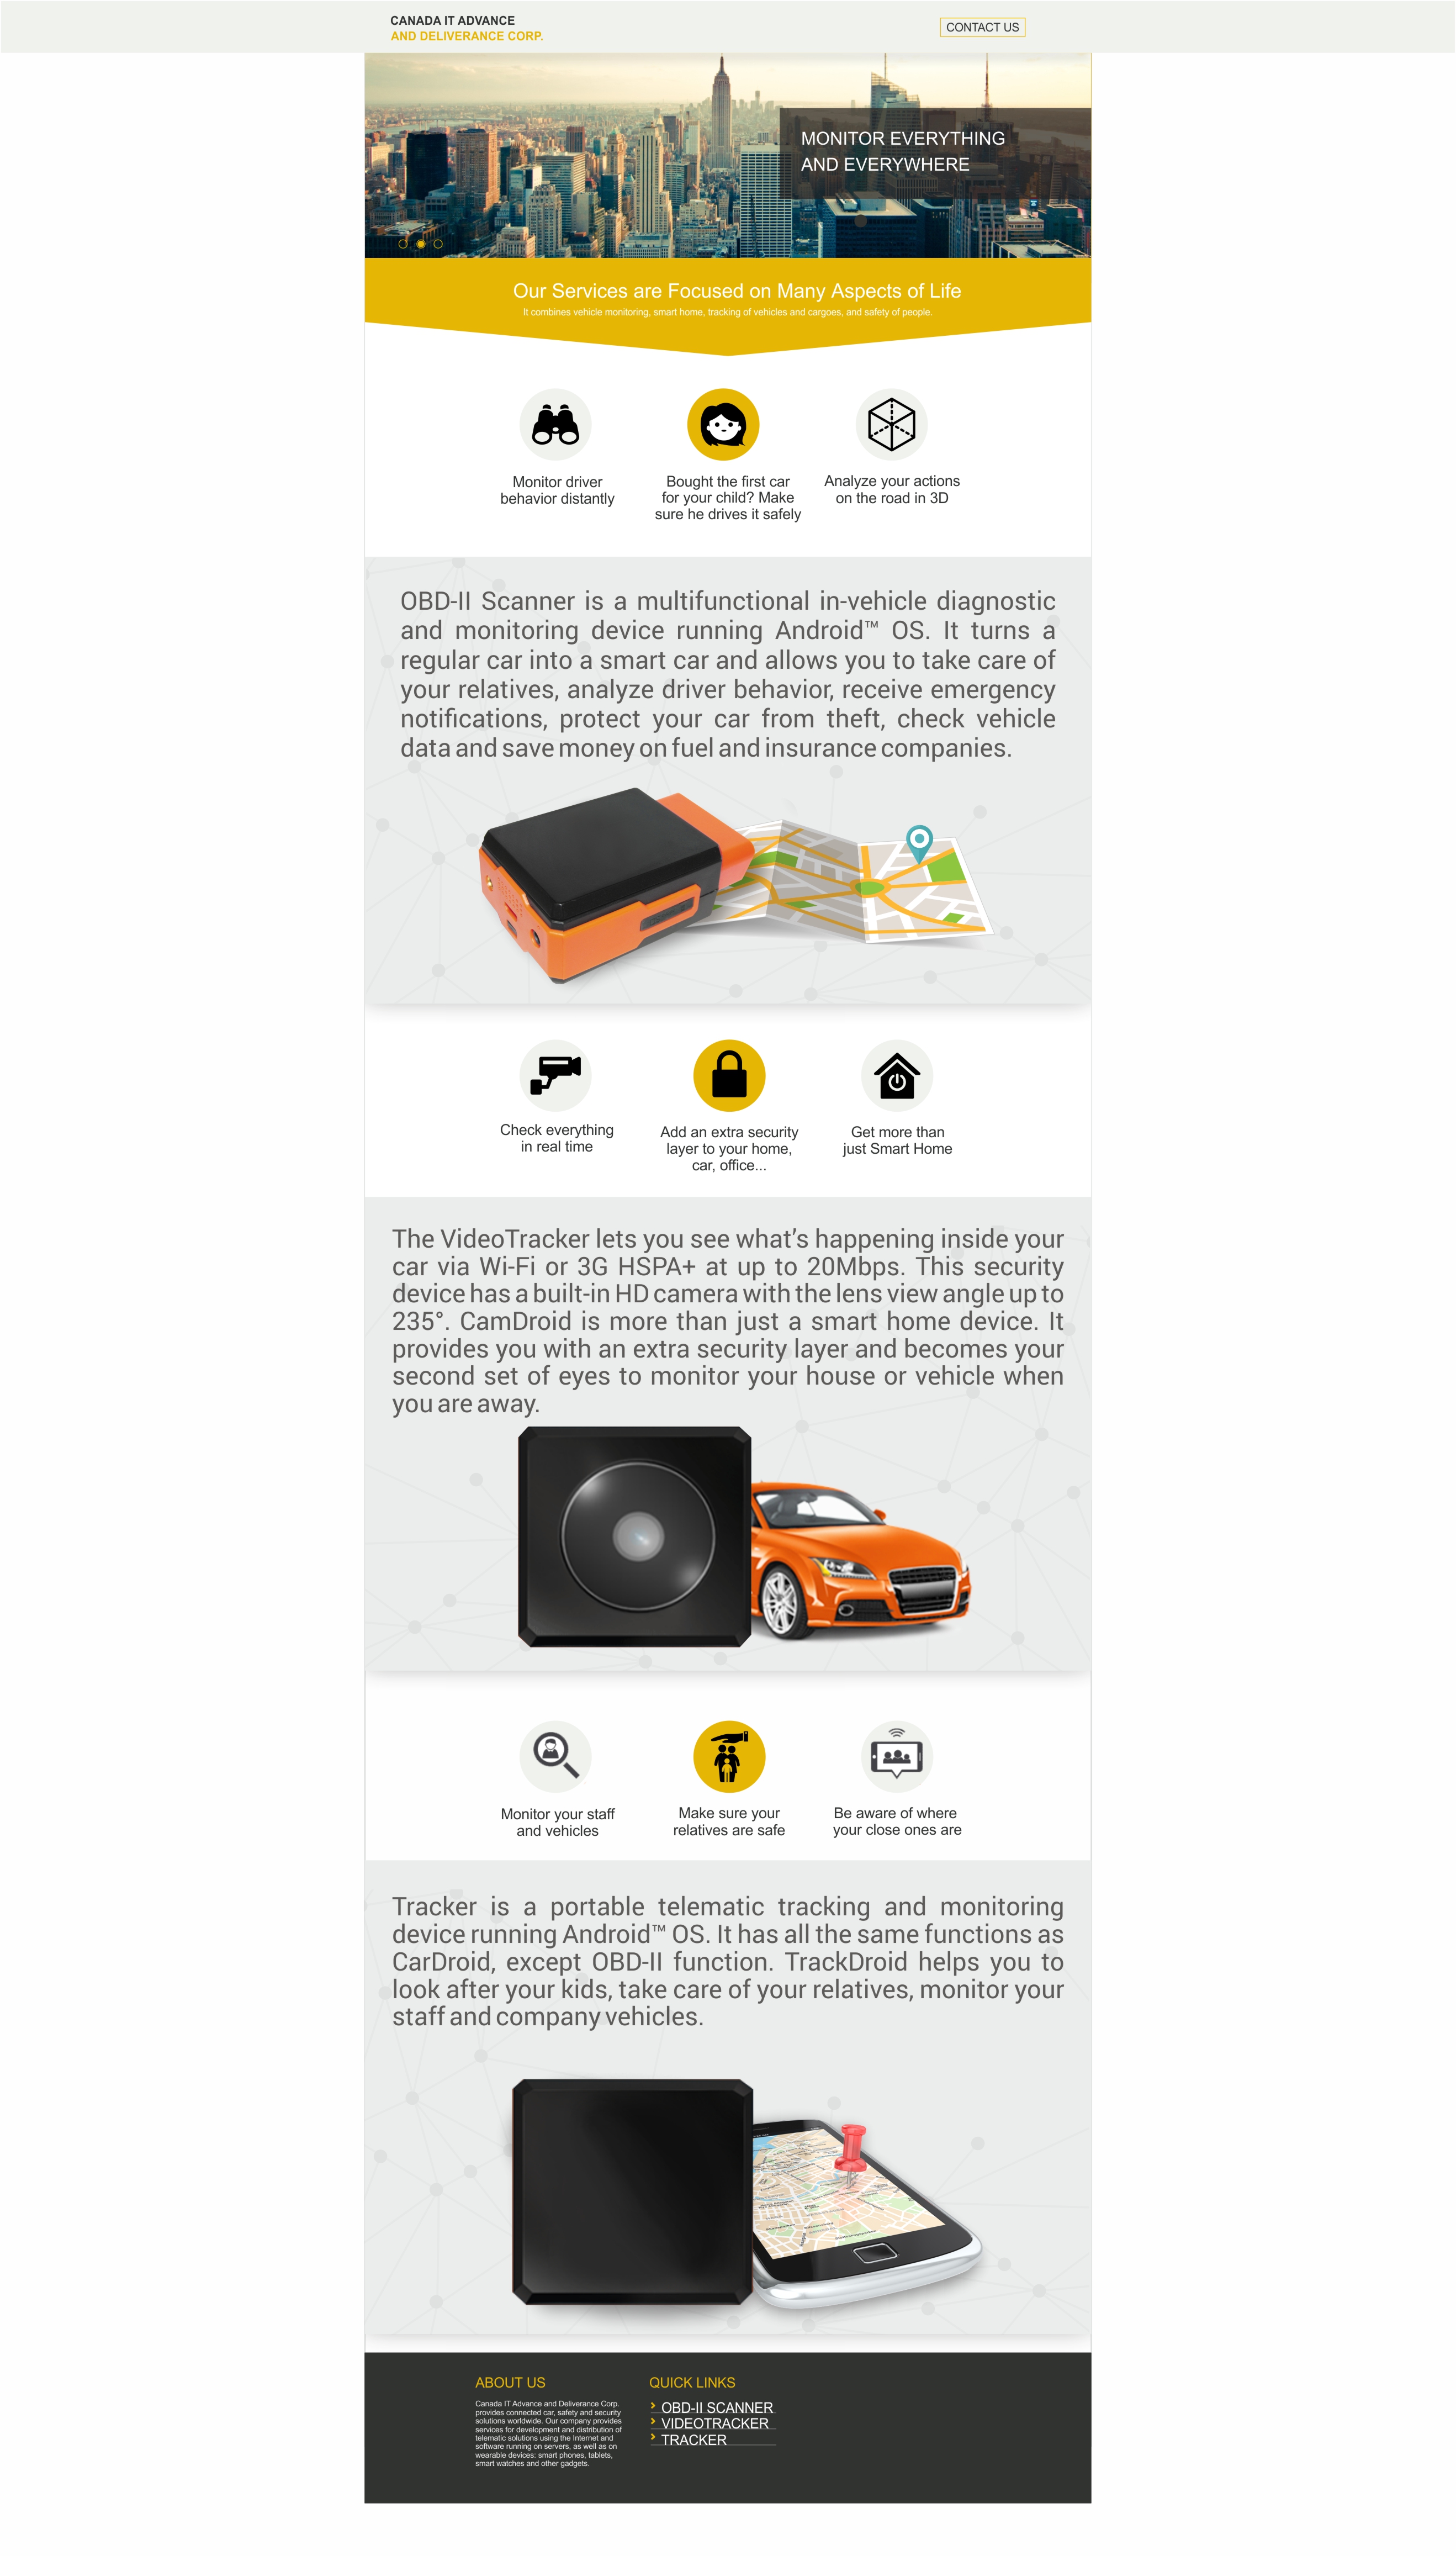 CANADA IT ADVANCE
AND DELIVERANCE CORP.
CONTACT US
MONITOR EVERYTHING
AND EVERYWHERE
Our Services are Focused on Many Aspects of Life
It combines vehicle monitoring, smart home, tracking of vehicles and cargoes, and safety of people.
Monitor driver
behavior distantly
Bought the first car
for your child? Make
sure he drives it safely
Analyze your actions
on the road in 3D
OBD-II Scanner is a multifunctional in-vehicle diagnostic
and monitoring device running Android™ OS. It turns a
regular car into a smart car and allows you to take care of
your relatives, analyze driver behavior, receive emergency
notifications, protect your car from theft, check vehicle
data and save money on fuel and insurance companies.
Check everything
in real time
Add an extra security
layer to your home,
car, office...
Get more than
just Smart Home
The VideoTracker lets you see what's happening inside your
car via Wi-Fi or 3G HSPA+ at up to 20Mbps. This security
device has a built-in HD camera with the lens view angle up to
235°. CamDroid is more than just a smart home device. It
provides you with an extra security layer and becomes your
second set of eyes to monitor your house or vehicle when
you are away.
Monitor your staff
and vehicles
Make sure your
relatives are safe
Be aware of where
your close ones are
Tracker is a portable telematic tracking and monitoring
device running Android™ OS. It has all the same functions as
CarDroid, except OBD-II function. TrackDroid helps you to
look after your kids, take care of your relatives, monitor your
staff and company vehicles.
ABOUT US
Canada IT Advance and Deliverance Corp.
provides connected car, safety and security
solutions worldwide. Our company provides
services for development and distribution of
telematic solutions using the Internet and
software running on servers, as well as on
wearable devices: smart phones, tablets,
smart watches and other gadgets.
QUICK LINKS
OBD-II SCANNER
VIDEOTRACKER
TRACKER